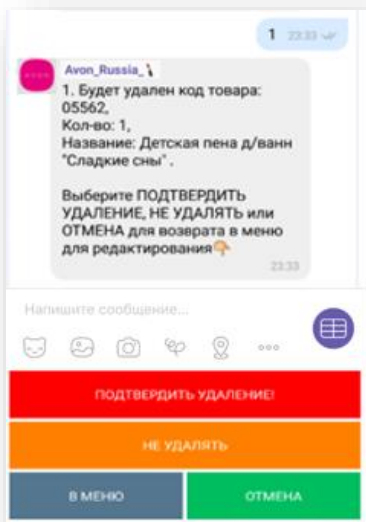 1 23:33
AVON
Avon_Russia_
1. Будет удален код товара:
05562,
Кол-во: 1,
Название: Детская пена д/ванн
"Сладкие сны" .
Выберите ПОДТВЕРДИТЬ
УДАЛЕНИЕ, НЕ УДАЛЯТЬ или
ОТМЕНА для возврата в меню
для редактирования
23:33
Напишите сообщение...
ПОДТВЕРДИТЬ УДАЛЕНИЕ!
НЕ УДАЛЯТЬ
В МЕНЮ
ОТМЕНА